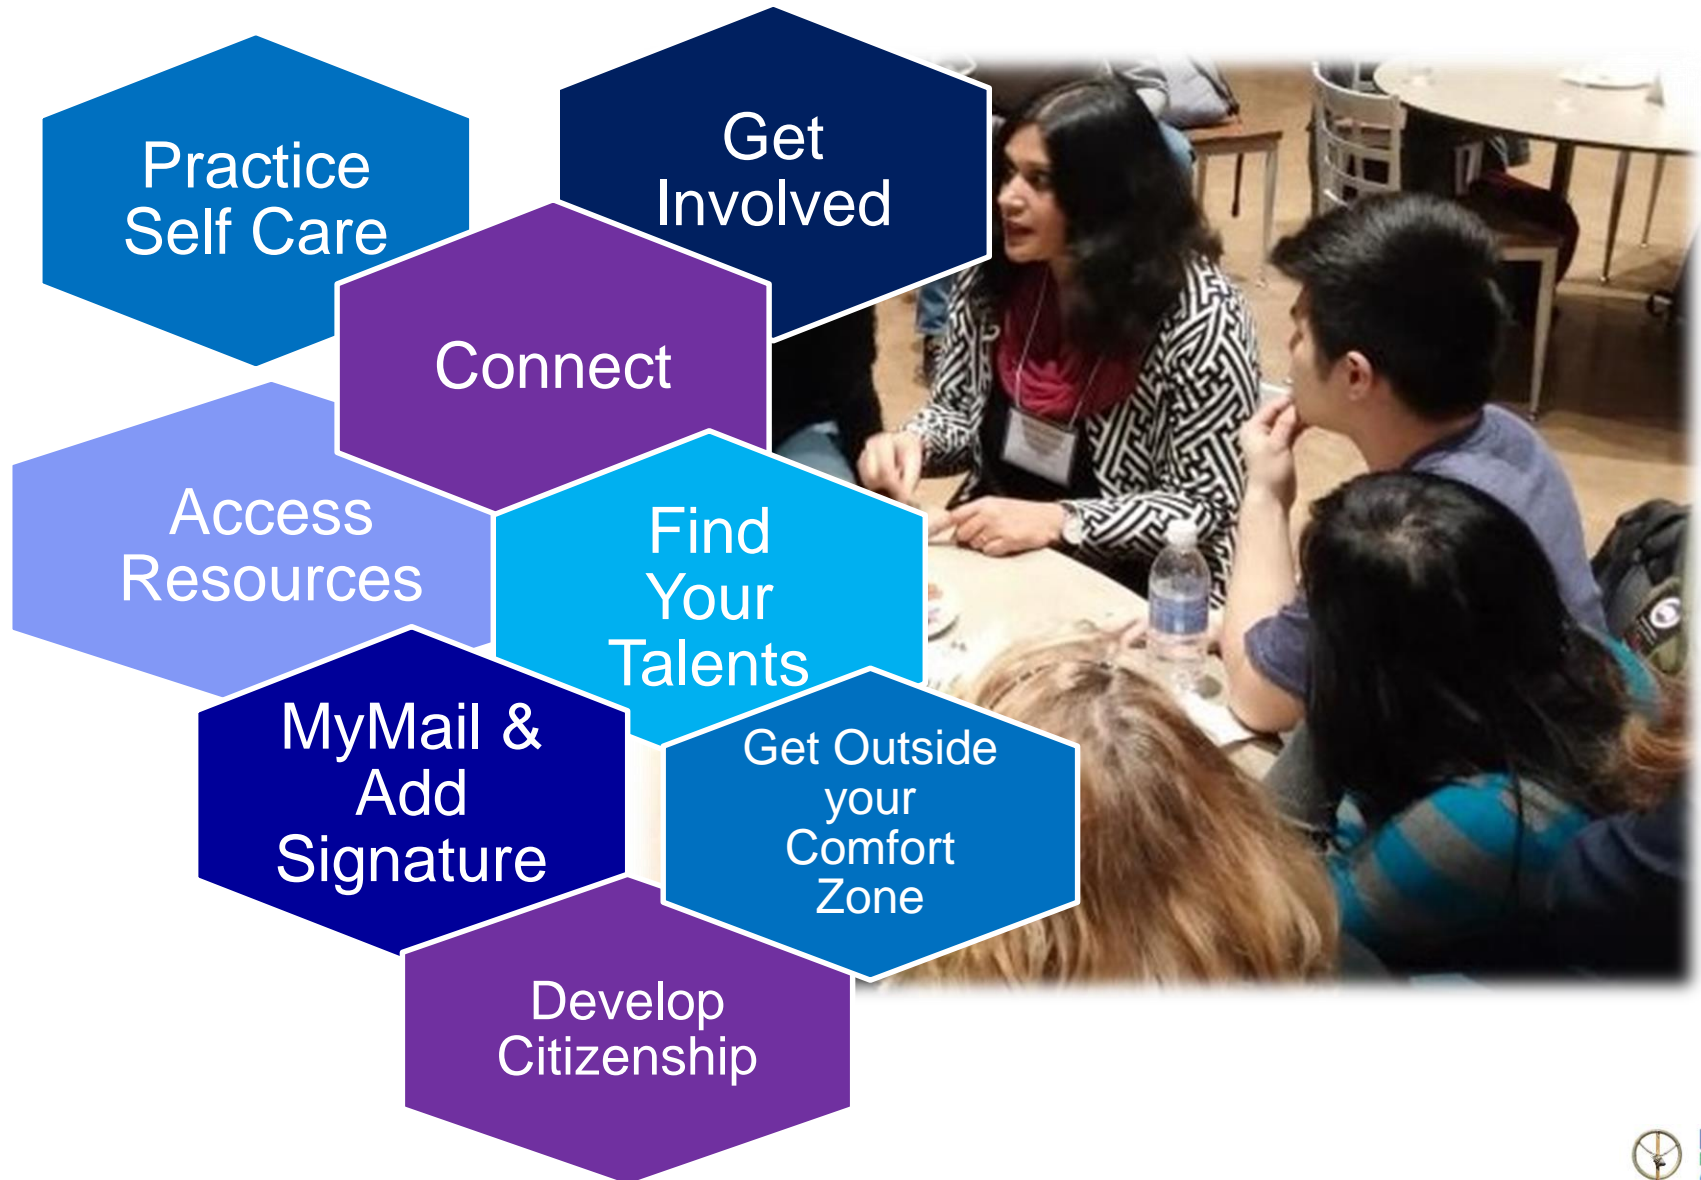 Practice
Self Care
Get
Involved
Connect
Access
Resources
Find
Your
Talents
MyMail &
Add
Signature
Get Outside
your
Comfort
Zone
Develop
Citizenship